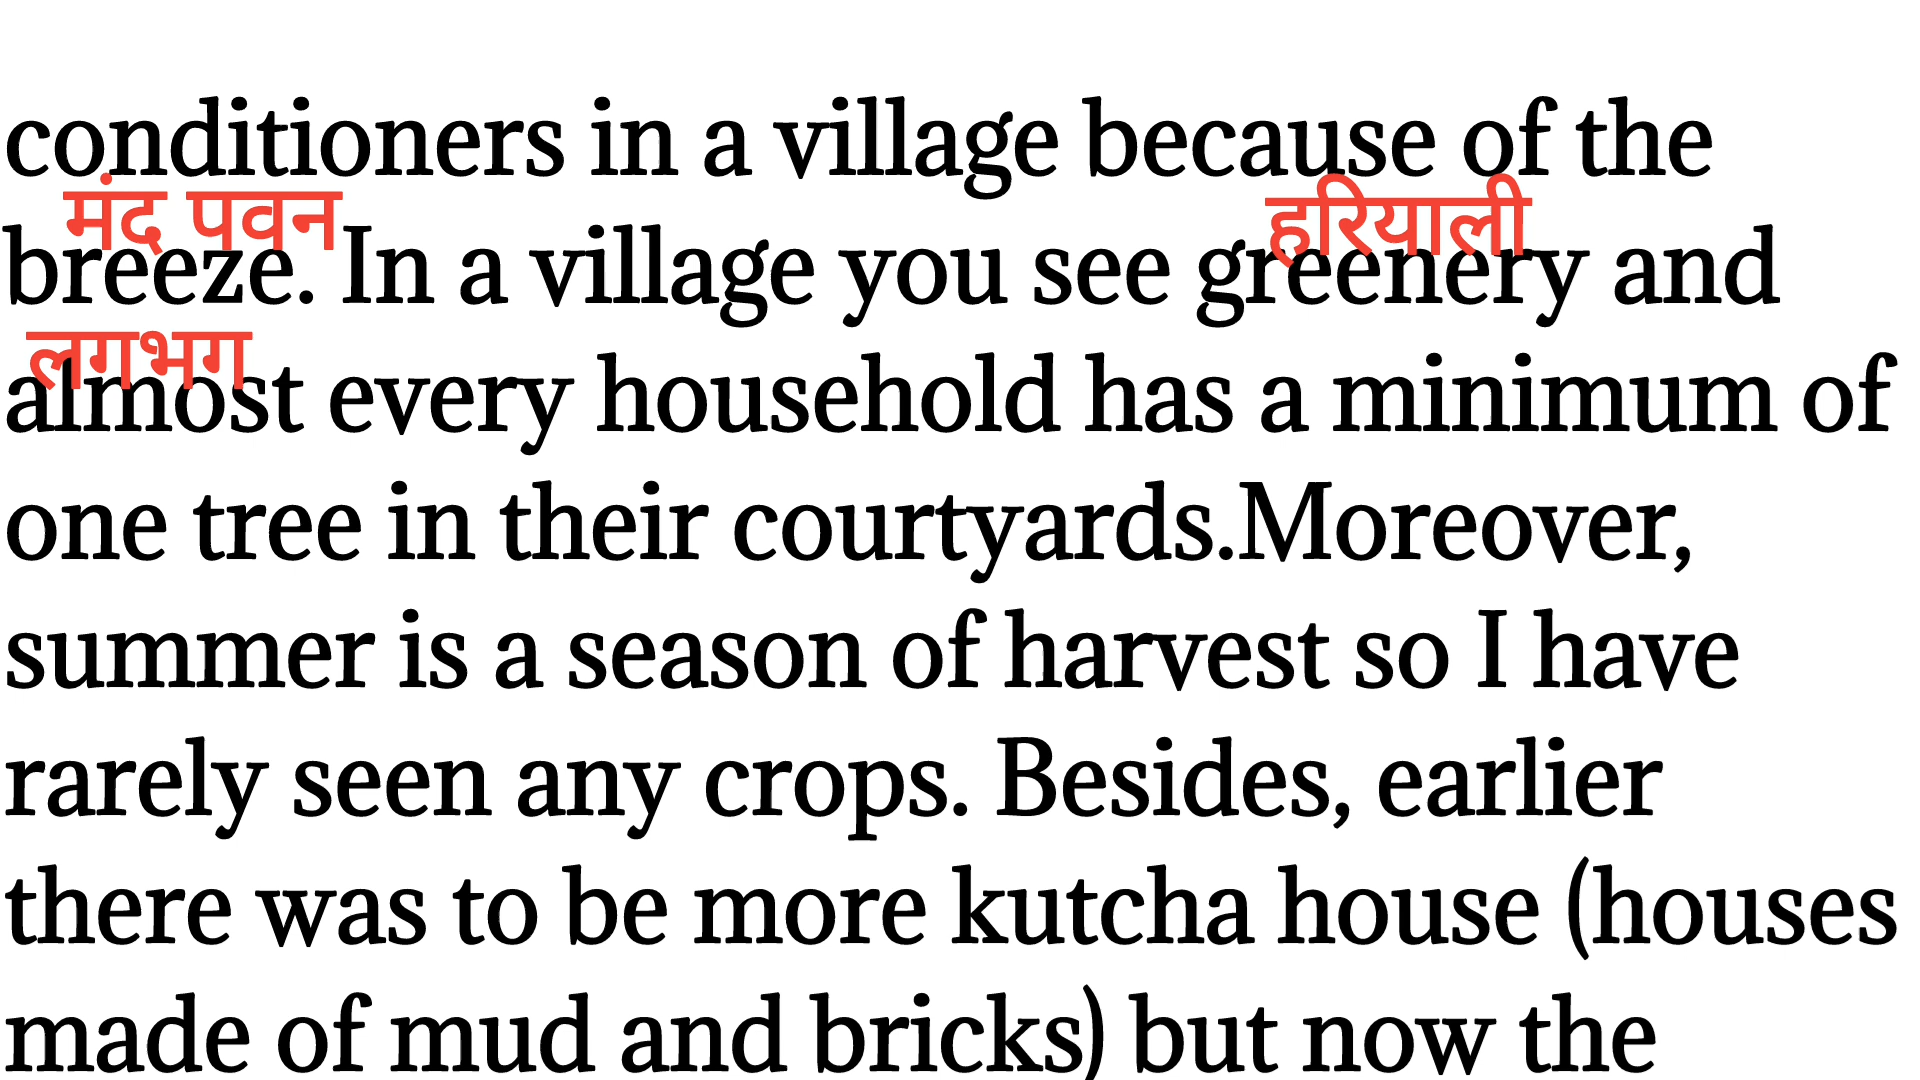 conditioners in a village because of the
मंद पवन हरियाली
breeze. In a village you see greenery and
लगभग
almost every household has a minimum of
one tree in their courtyards.Moreover,
summer is a season of harvest so I have
rarely seen any crops. Besides, earlier
there was to be more kutcha house (houses
made of mud and bricks) but now the